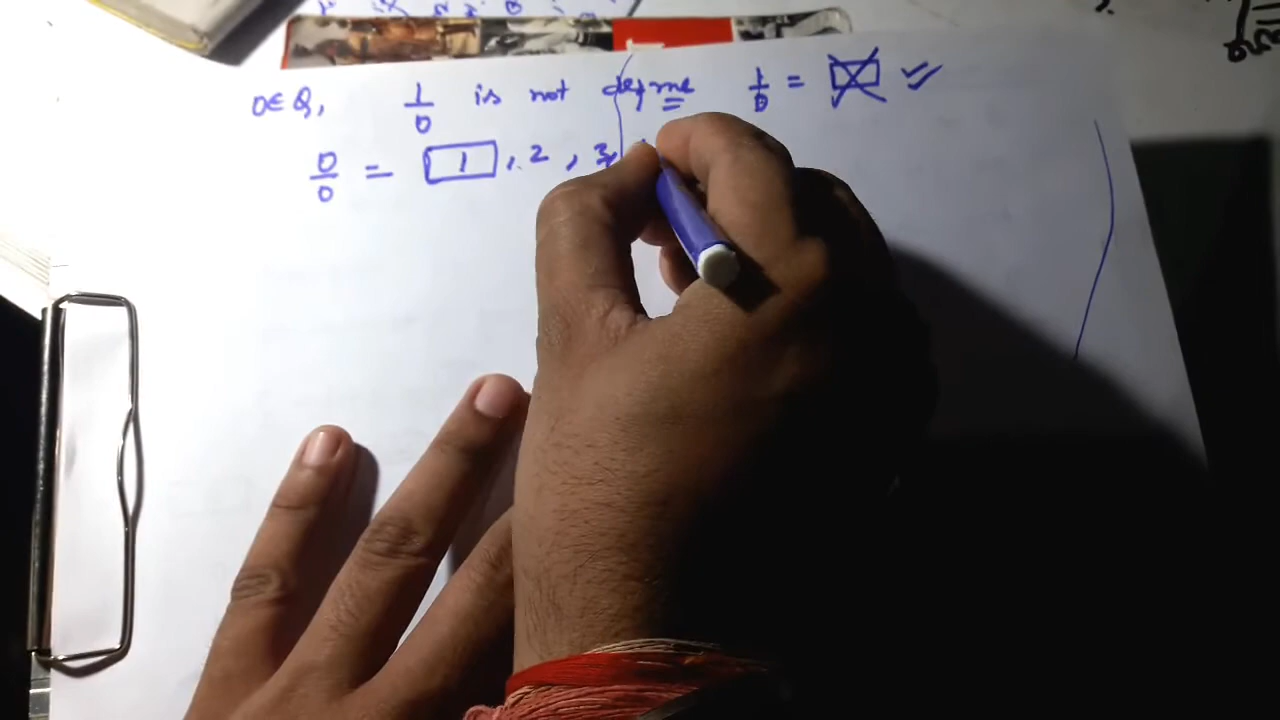 0 ∈ Q, 1/0 is not define 1/0 = ✓
0/0 = 1, 2, 3,